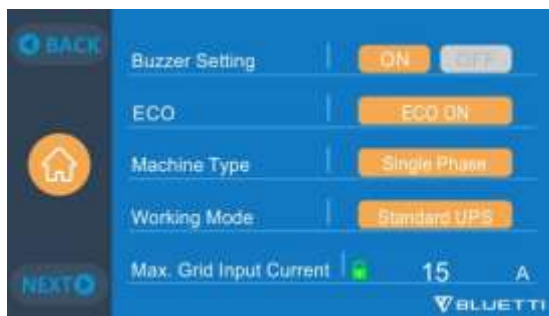 BACK
Buzzer Setting ON OFF
ECO ECO ON
Machine Type Single Phase
Working Mode Standard UPS
Max. Grid Input Current 15 A
NEXT
BLUETTI